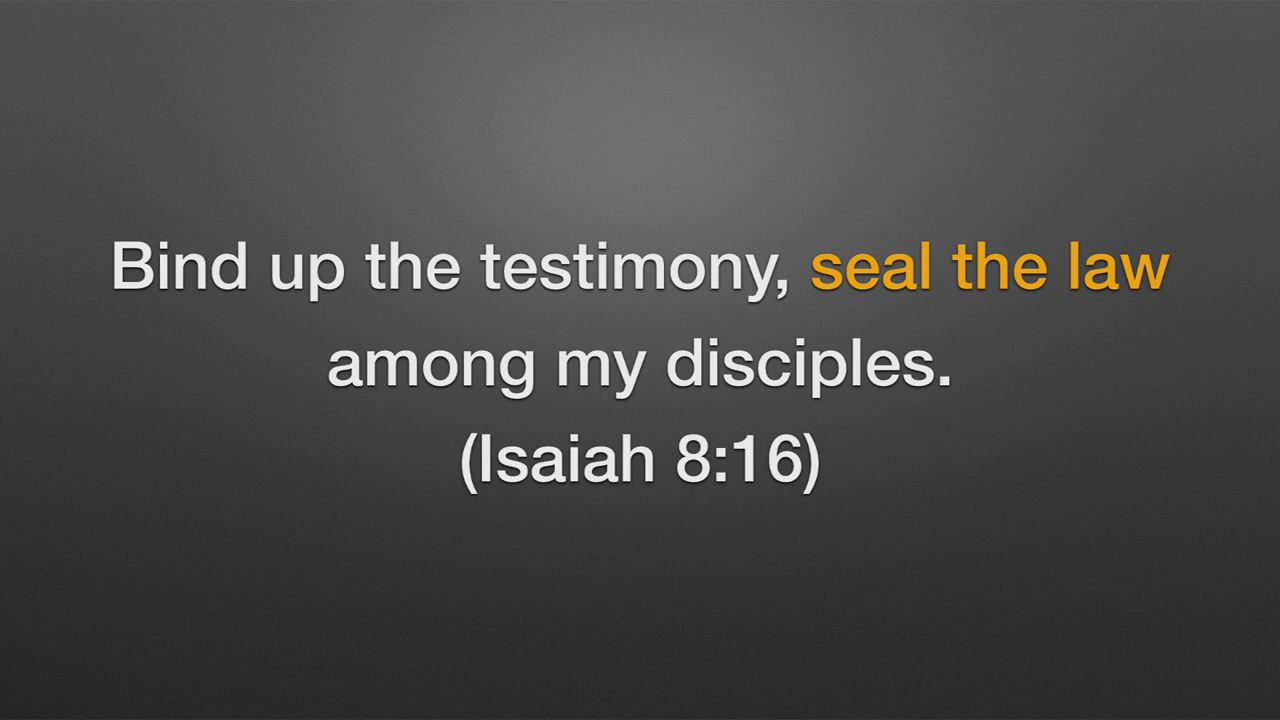 Bind up the testimony, seal the law
among my disciples.
(Isaiah 8:16)